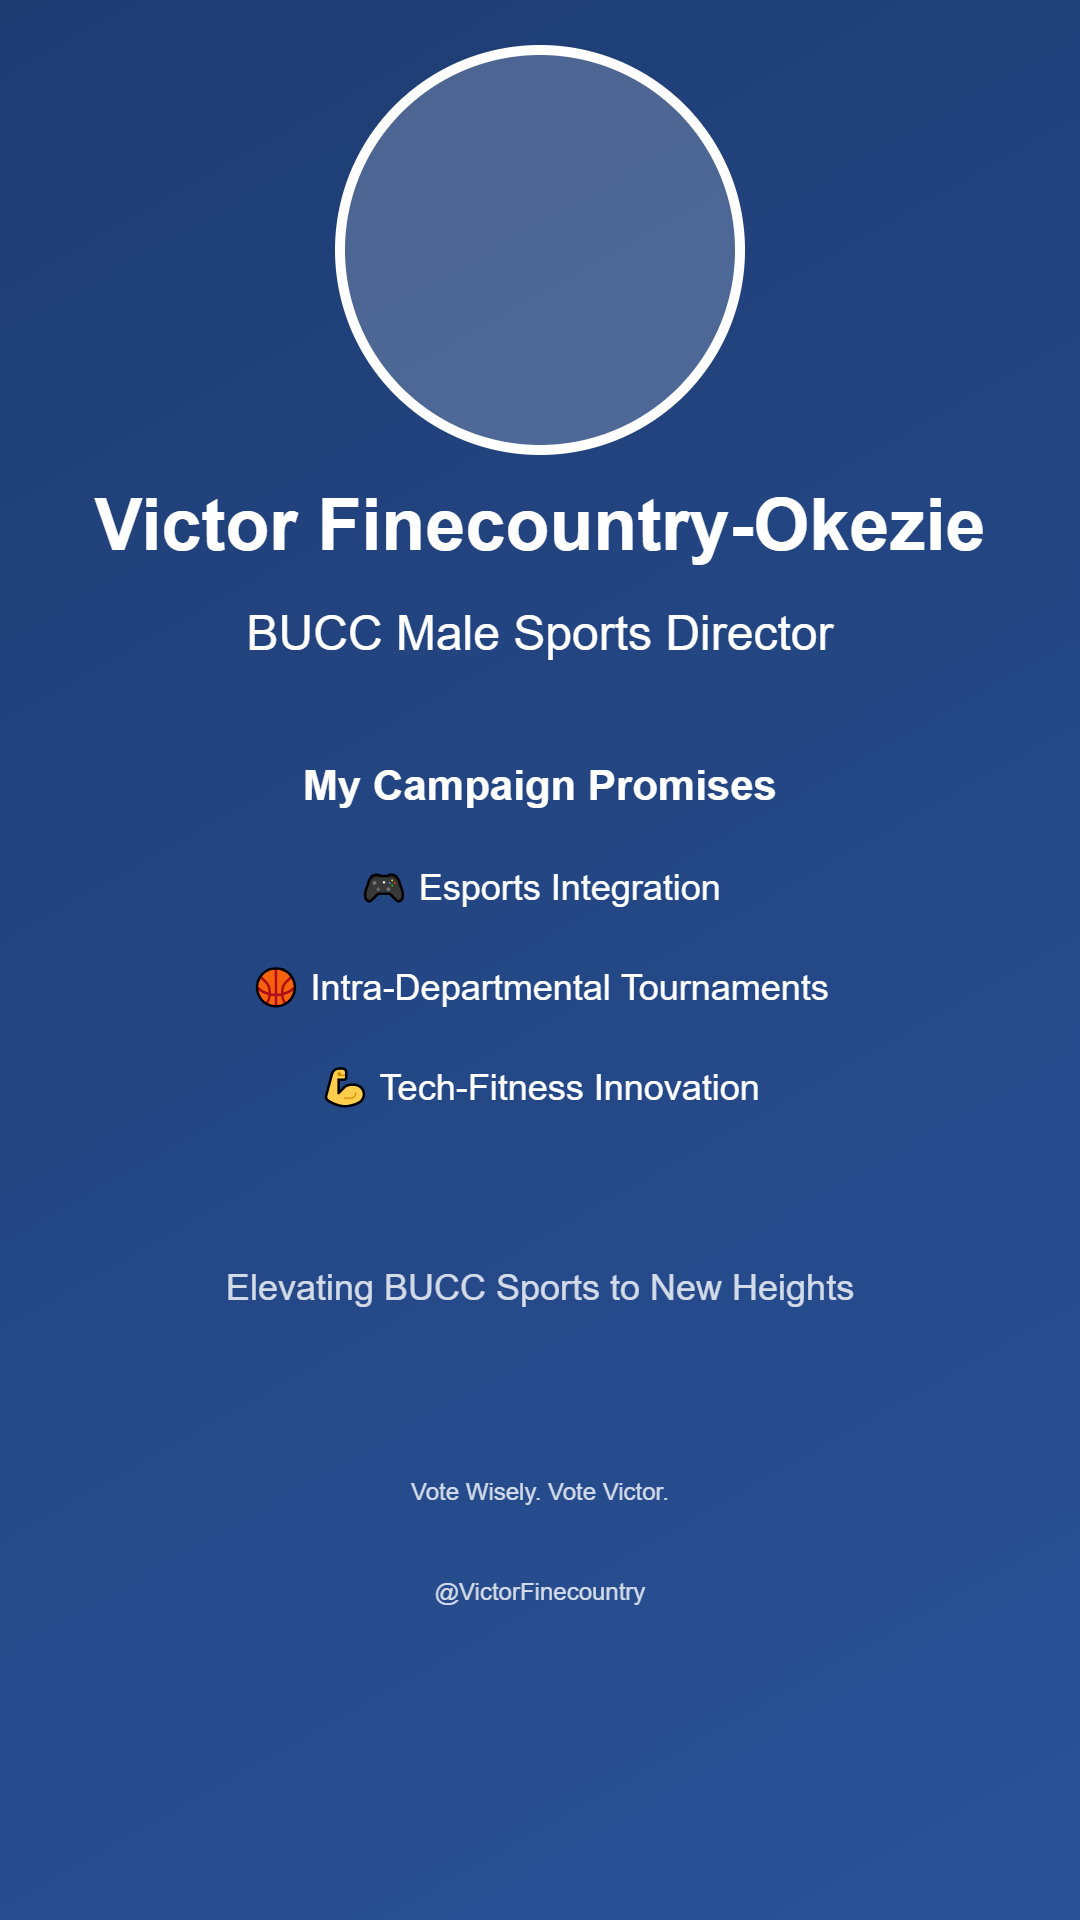 Victor Finecountry-Okezie
BUCC Male Sports Director
My Campaign Promises
🎮 Esports Integration
🏀 Intra-Departmental Tournaments
💪 Tech-Fitness Innovation
Elevating BUCC Sports to New Heights
Vote Wisely. Vote Victor.
@VictorFinecountry